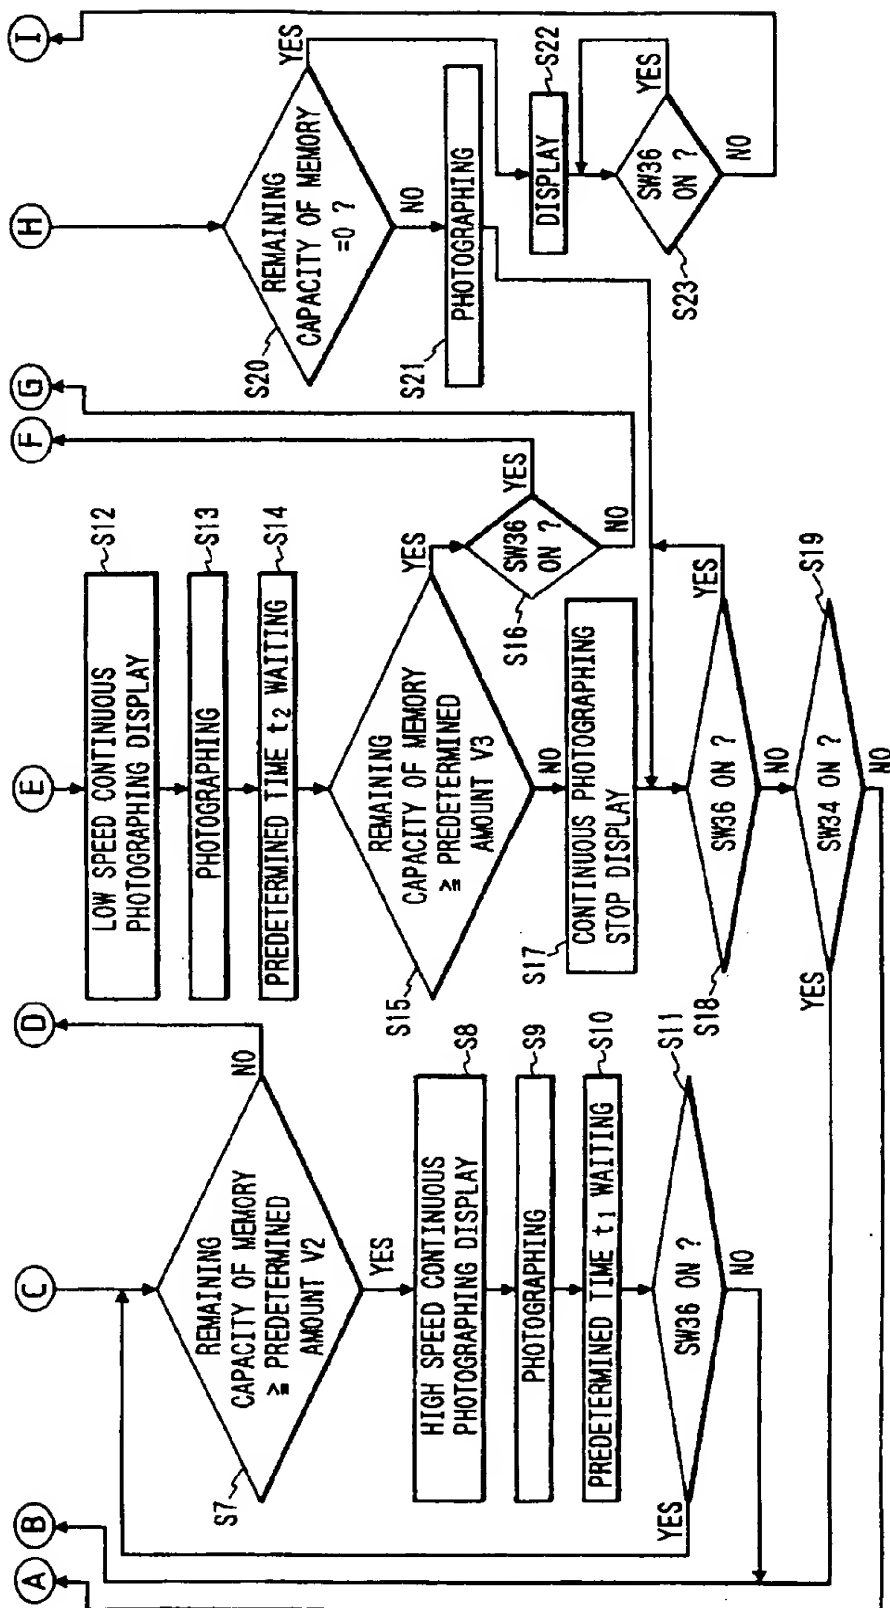 A
B
C
D
E
F
G
H
I
S7
REMAINING
CAPACITY OF MEMORY
≧ PREDETERMINED
AMOUNT V2
NO
YES
HIGH SPEED CONTINUOUS
PHOTOGRAPHING DISPLAY
S8
PHOTOGRAPHING
S9
PREDETERMINED TIME t1 WAITING
S10
SW36 ON ?
S11
YES
NO
LOW SPEED CONTINUOUS
PHOTOGRAPHING DISPLAY
S12
PHOTOGRAPHING
S13
PREDETERMINED TIME t2 WAITING
S14
REMAINING
CAPACITY OF MEMORY
≧ PREDETERMINED
AMOUNT V3
S15
YES
NO
SW36
ON ?
S16
YES
NO
S17
CONTINUOUS PHOTOGRAPHING
STOP DISPLAY
SW36 ON ?
S18
YES
NO
SW34 ON ?
S19
YES
NO
REMAINING
CAPACITY OF MEMORY
=0 ?
S20
YES
NO
S21
PHOTOGRAPHING
DISPLAY
S22
SW36
ON ?
S23
YES
NO